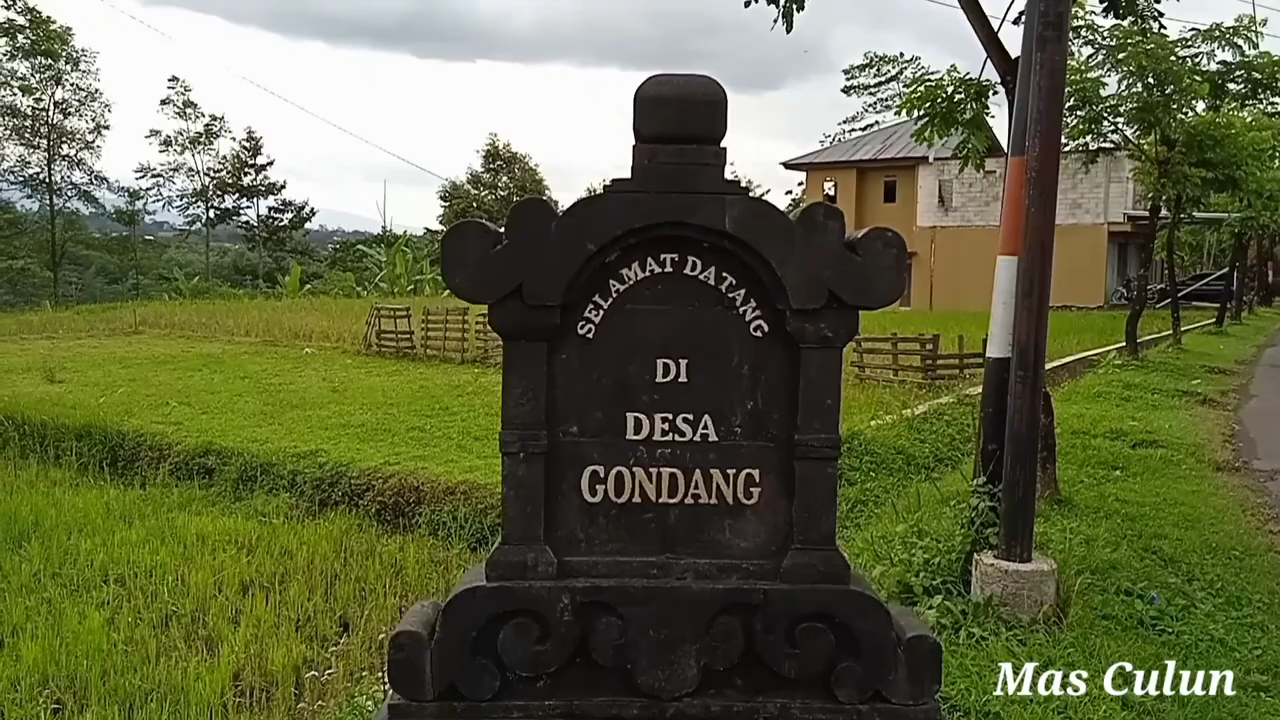 SELAMAT DATANG
DI
DESA
GONDANG
Mas Culun